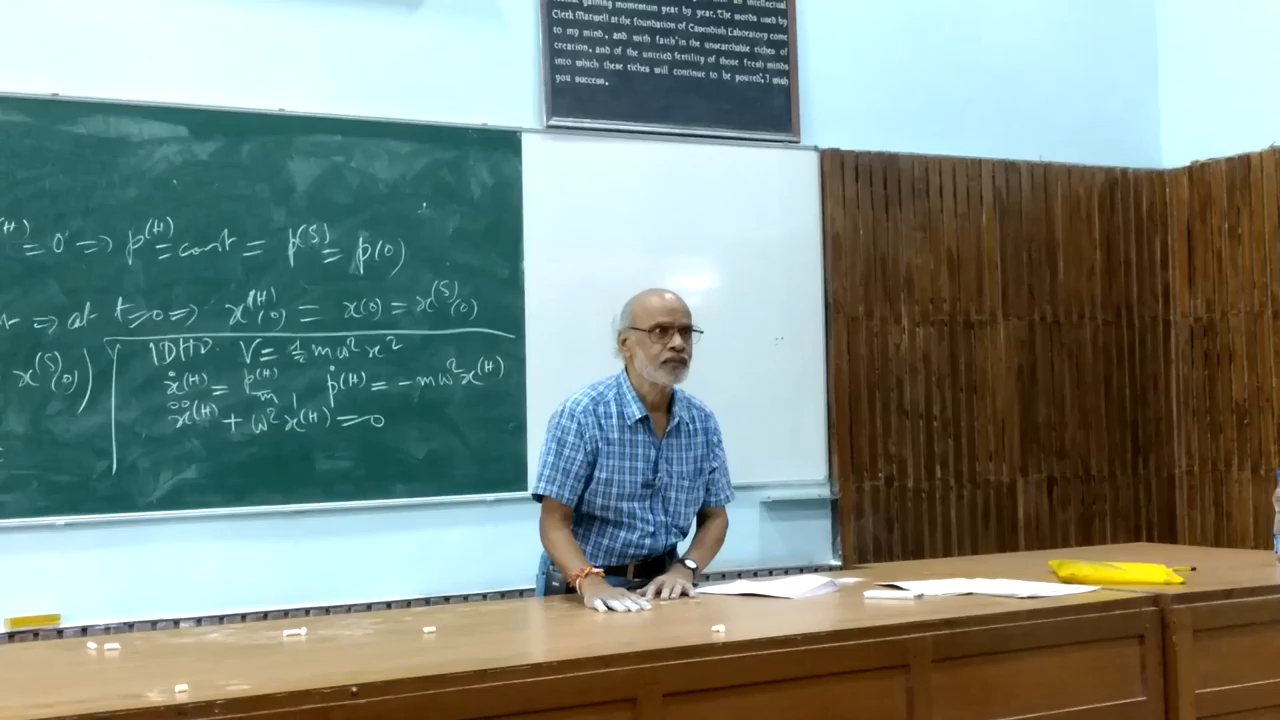 gaining momentum year by year. The words used by
Clerk Maxwell at the foundation of Cavendish Laboratory come
to my mind, and with faith in the unsearchable riches of
creation, and of the untried fertility of those fresh minds
into which these riches will continue to be poured, I wish
you success.
(H) = 0 => p^(H) = const = p^(S) = p(0)
=> at t=0 => x^(H)(0) = x(0) = x^(S)(0)
x^(S)(0))
1DHO. V = ½ mω²x²
ẋ^(H) = p^(H)/m ṗ^(H) = -mω²x^(H)
ẍ^(H) + ω²x^(H) = 0
=